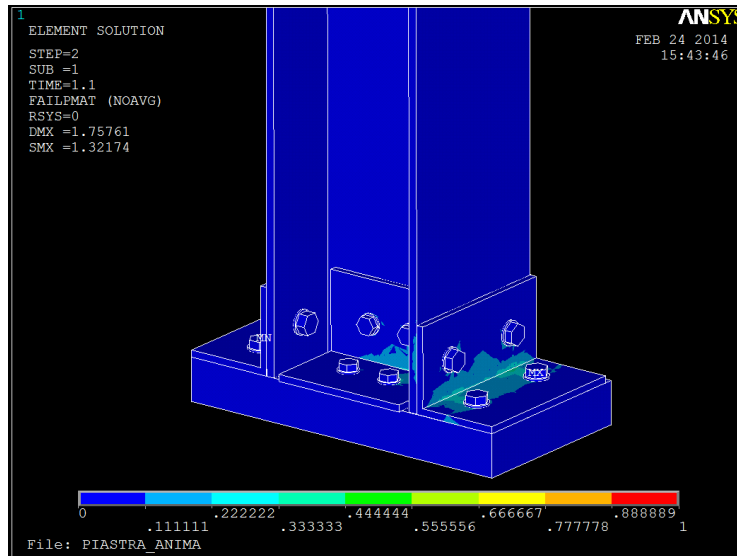 1
ANSYS
ELEMENT SOLUTION
FEB 24 2014
15:43:46
STEP=2
SUB =1
TIME=1.1
FAILPMAT (NOAVG)
RSYS=0
DMX =1.75761
SMX =1.32174
MN
MX
0 .222222 .444444 .666667 .888889
.111111 .333333 .555556 .777778 1
File: PIASTRA_ANIMA